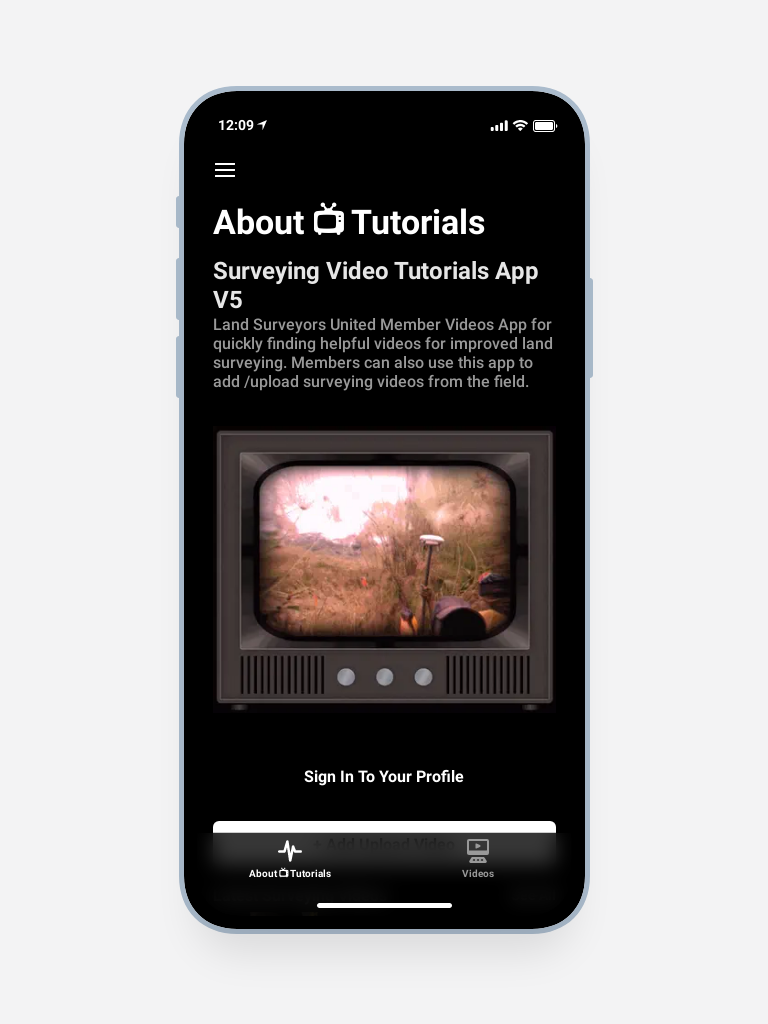 12:09
About 📺 Tutorials
Surveying Video Tutorials App
V5
Land Surveyors United Member Videos App for
quickly finding helpful videos for improved land
surveying. Members can also use this app to
add /upload surveying videos from the field.
Sign In To Your Profile
+ Add Upload Video
About📺Tutorials
Videos